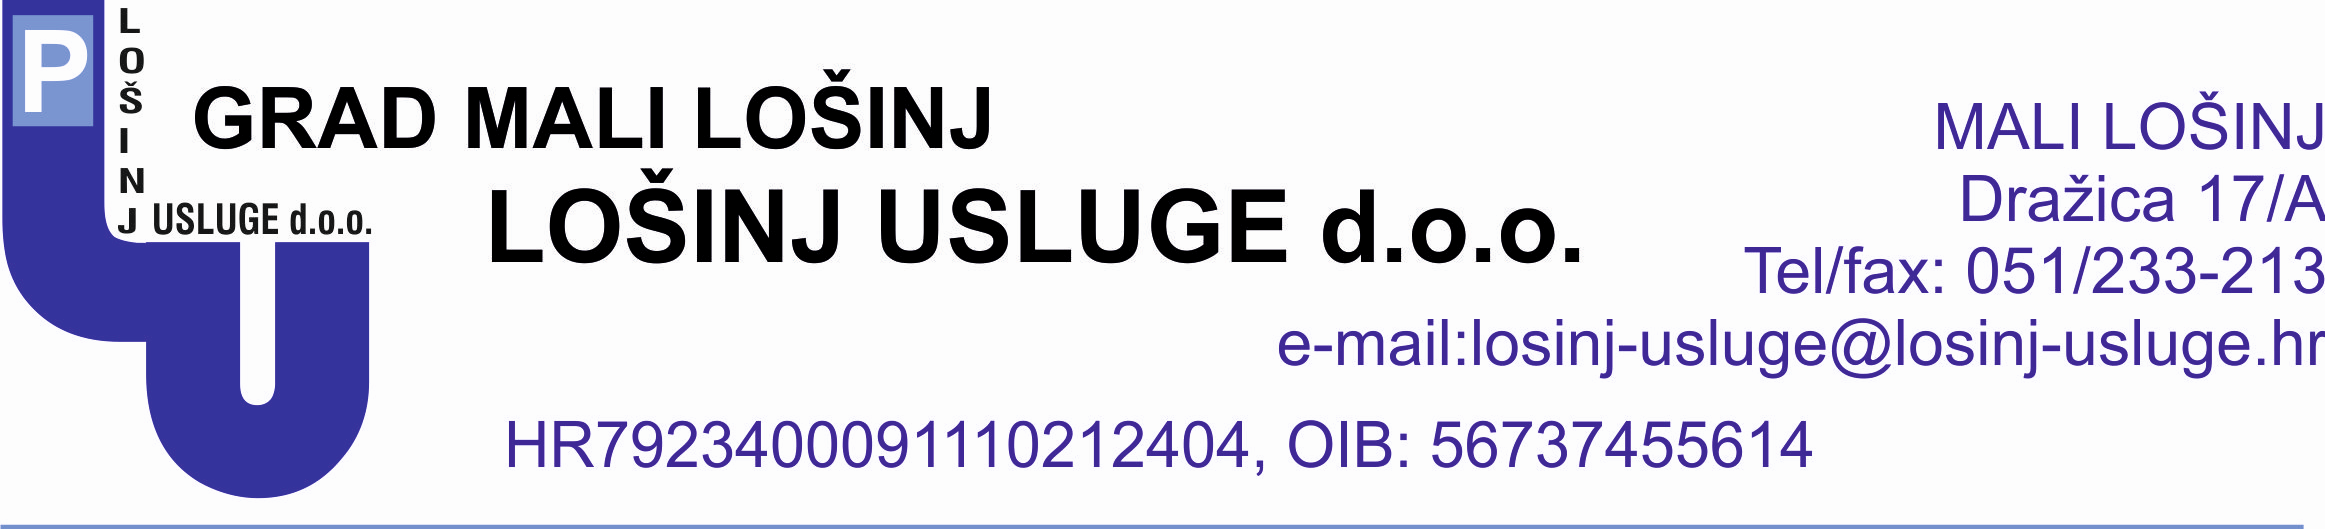 P
LOŠINJ
USLUGE d.o.o.
GRAD MALI LOŠINJ
LOŠINJ USLUGE d.o.o.
MALI LOŠINJ
Dražica 17/A
Tel/fax: 051/233-213
e-mail:losinj-usluge@losinj-usluge.hr
HR7923400091110212404, OIB: 56737455614